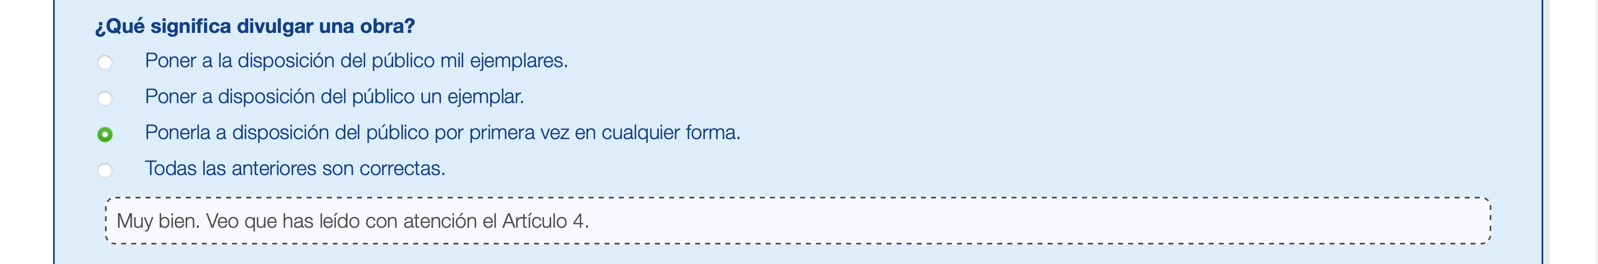 ¿Qué significa divulgar una obra?
Poner a la disposición del público mil ejemplares.
Poner a disposición del público un ejemplar.
Ponerla a disposición del público por primera vez en cualquier forma.
Todas las anteriores son correctas.
Muy bien. Veo que has leído con atención el Artículo 4.